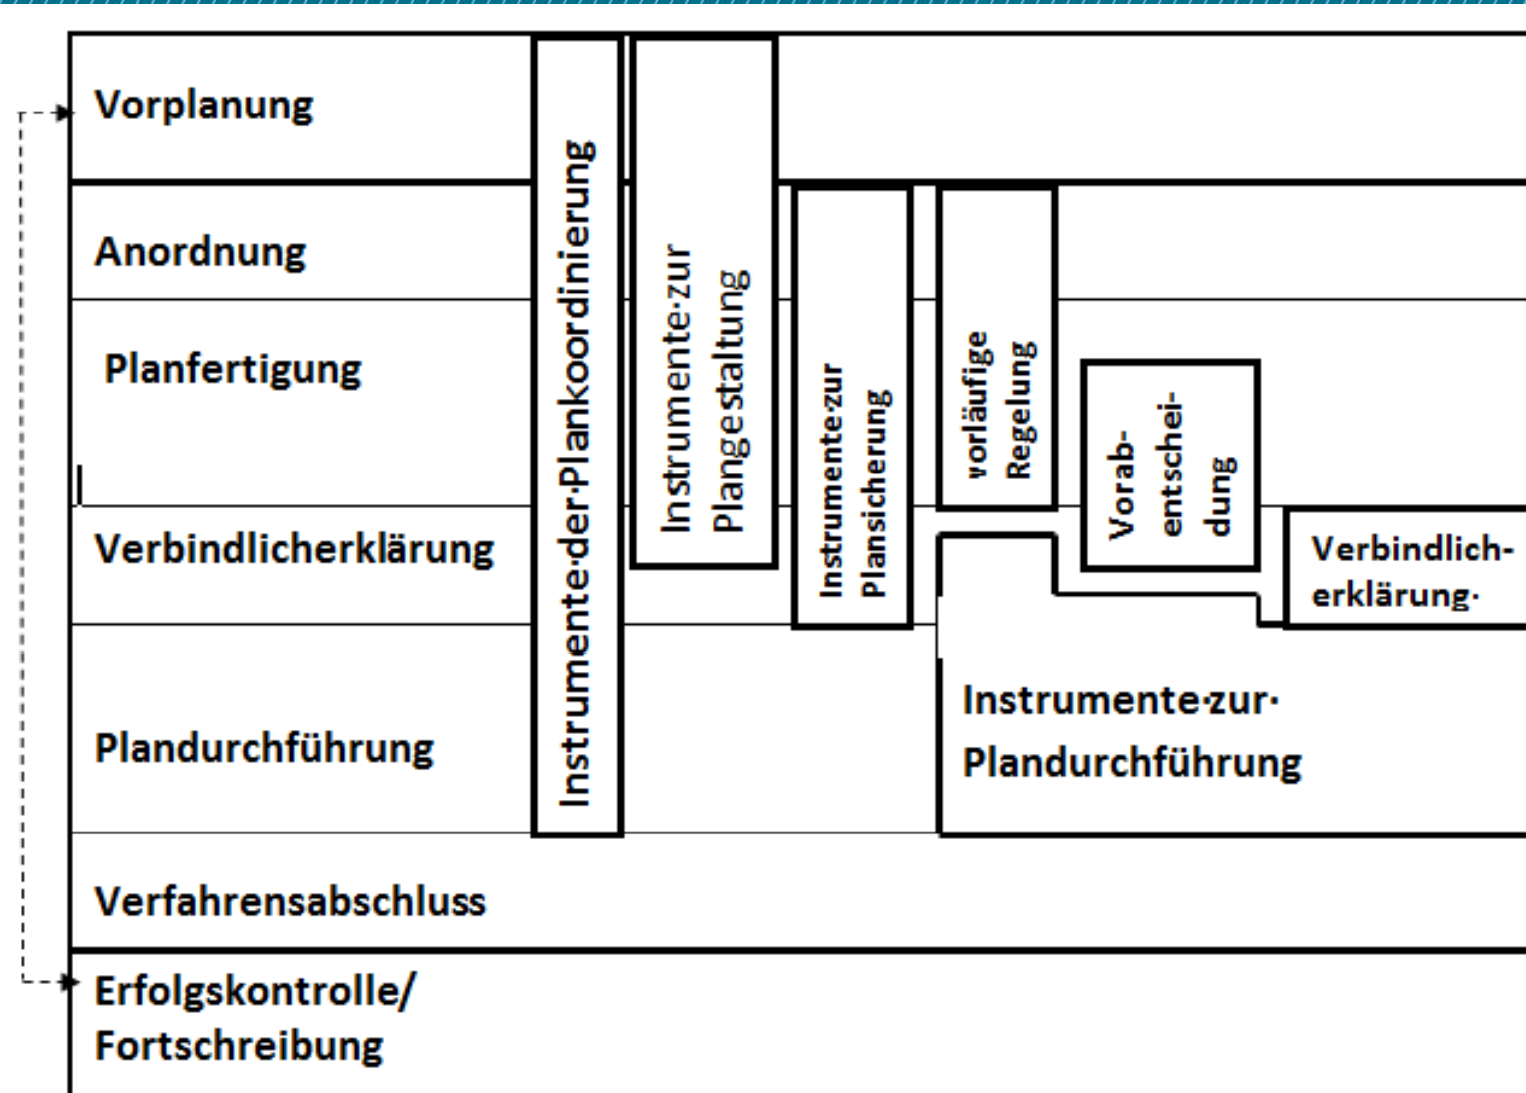 Vorplanung
Anordnung
Planfertigung
Verbindlicherklärung
Plandurchführung
Verfahrensabschluss
Erfolgskontrolle/
Fortschreibung
Instrumente·der·Plankoordinierung
Instrumente·zur
Plangestaltung
Instrumente·zur
Plansicherung
vorläufige
Regelung
Vorab-
entschei-
dung
Verbindlich-
erklärung·
Instrumente·zur·
Plandurchführung